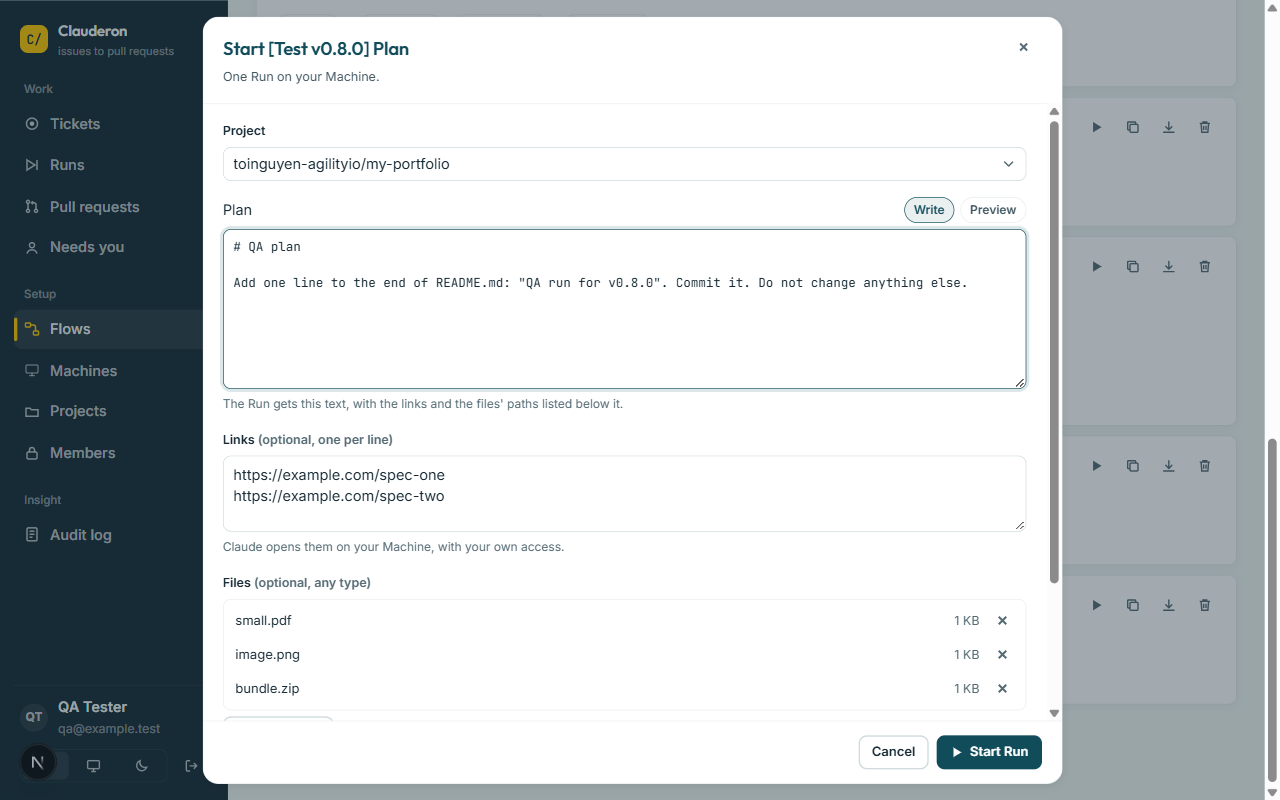 C/
Clauderon
issues to pull requests
Work
Tickets
Runs
Pull requests
Needs you
Setup
Flows
Machines
Projects
Members
Insight
Audit log
QT
QA Tester
qa@example.test
N
Start [Test v0.8.0] Plan
One Run on your Machine.
Project
toinguyen-agilityio/my-portfolio
Plan
Write
Preview
# QA plan
Add one line to the end of README.md: "QA run for v0.8.0". Commit it. Do not change anything else.
The Run gets this text, with the links and the files' paths listed below it.
Links (optional, one per line)
https://example.com/spec-one
https://example.com/spec-two
Claude opens them on your Machine, with your own access.
Files (optional, any type)
small.pdf 1 KB
image.png 1 KB
bundle.zip 1 KB
Cancel
Start Run